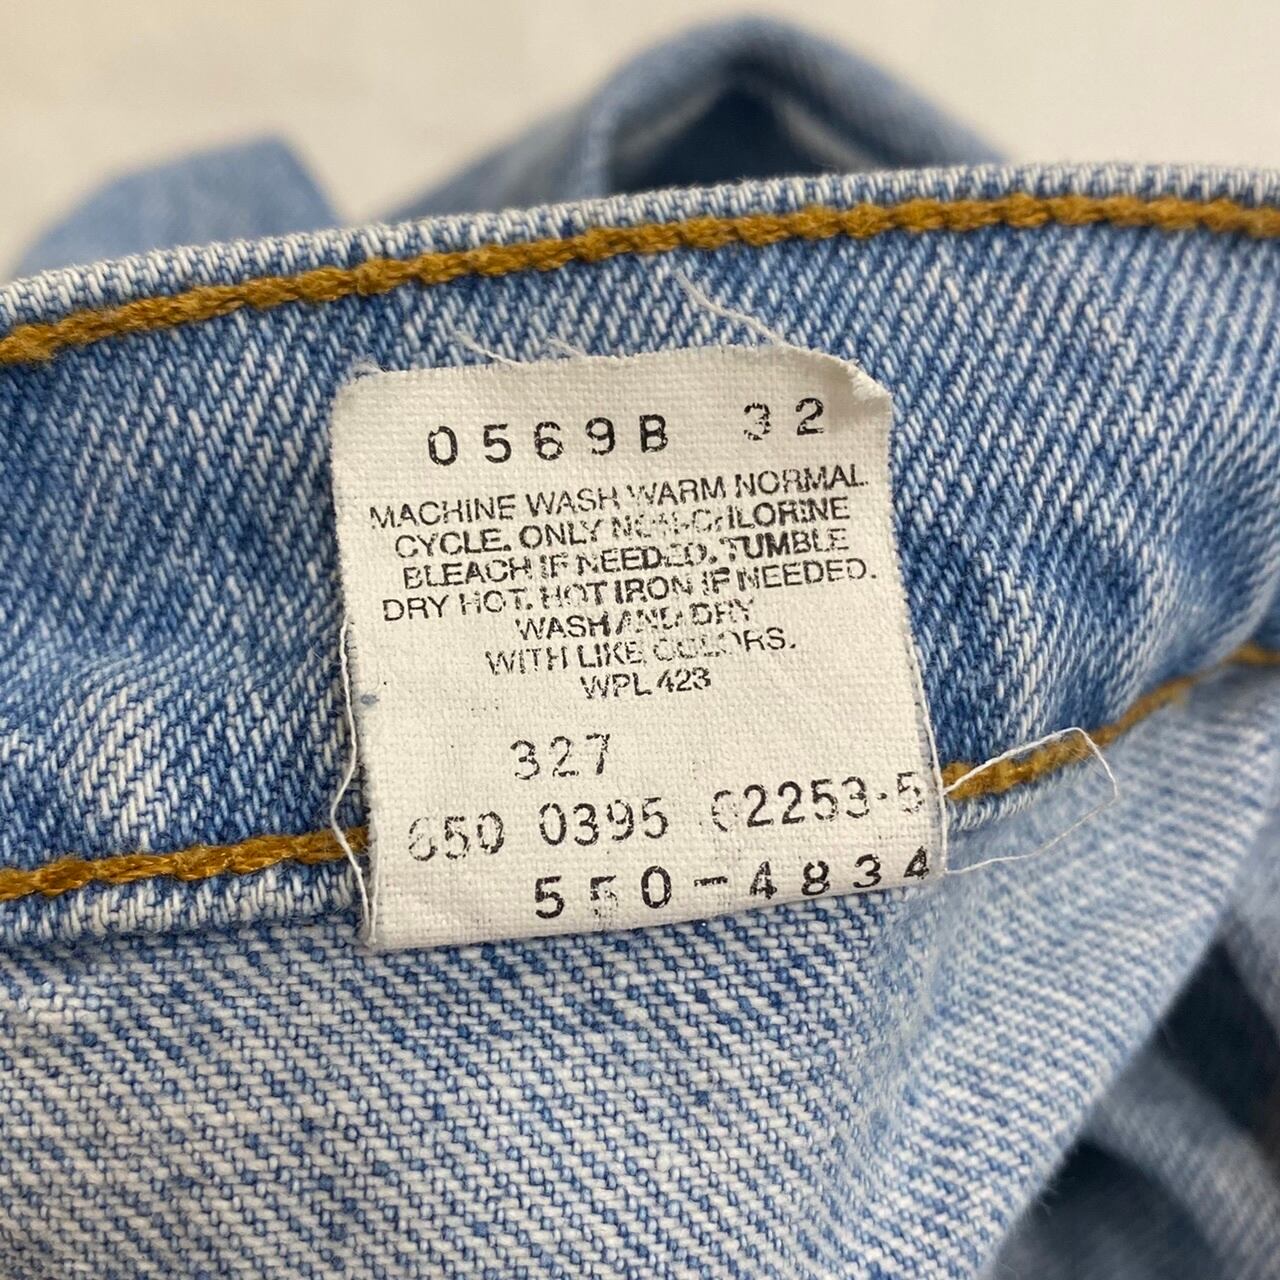 0569B 32
MACHINE WASH WARM NORMAL
CYCLE. ONLY NON-CHLORINE
BLEACH IF NEEDED. TUMBLE
DRY HOT. HOT IRON IF NEEDED.
WASH AND DRY
WITH LIKE COLORS.
WPL 423
327
650 0395 62253-5
550-4834